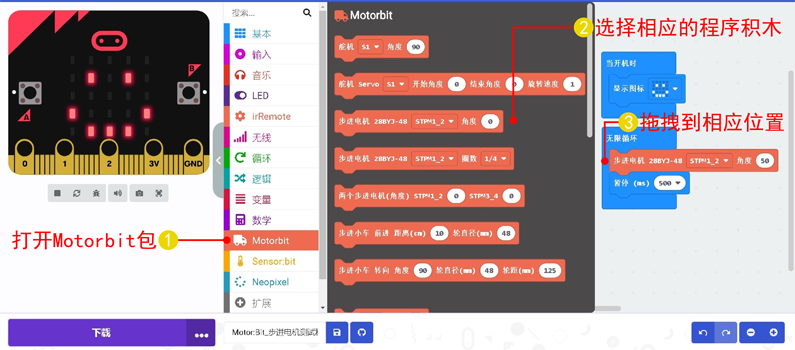 搜索...
基本
输入
音乐
LED
irRemote
无线
循环
逻辑
变量
数学
Motorbit
Sensor:bit
Neopixel
扩展
B
A
0 1 2 3V GND
打开Motorbit包 1
下载
Motorbit
舵机 S1 角度 90
舵机 Servo S1 开始角度 0 结束角度 旋转速度 1
步进电机 28BYJ-48 STPM1_2 角度 0
步进电机 28BYJ-48 STPM1_2 圈数 1/4
两个步进电机(角度) STPM1_2 0 STPM3_4 0
步进小车 前进 距离(cm) 10 轮直径(mm) 48
步进小车 转向 角度 90 轮直径(mm) 48 轮距(mm) 125
2 选择相应的程序积木
当开机时
显示图标
3 拖拽到相应位置
无限循环
步进电机 28BYJ-48 STPM1_2 角度 50
暂停 (ms) 500
Motor:Bit_步进电机测试